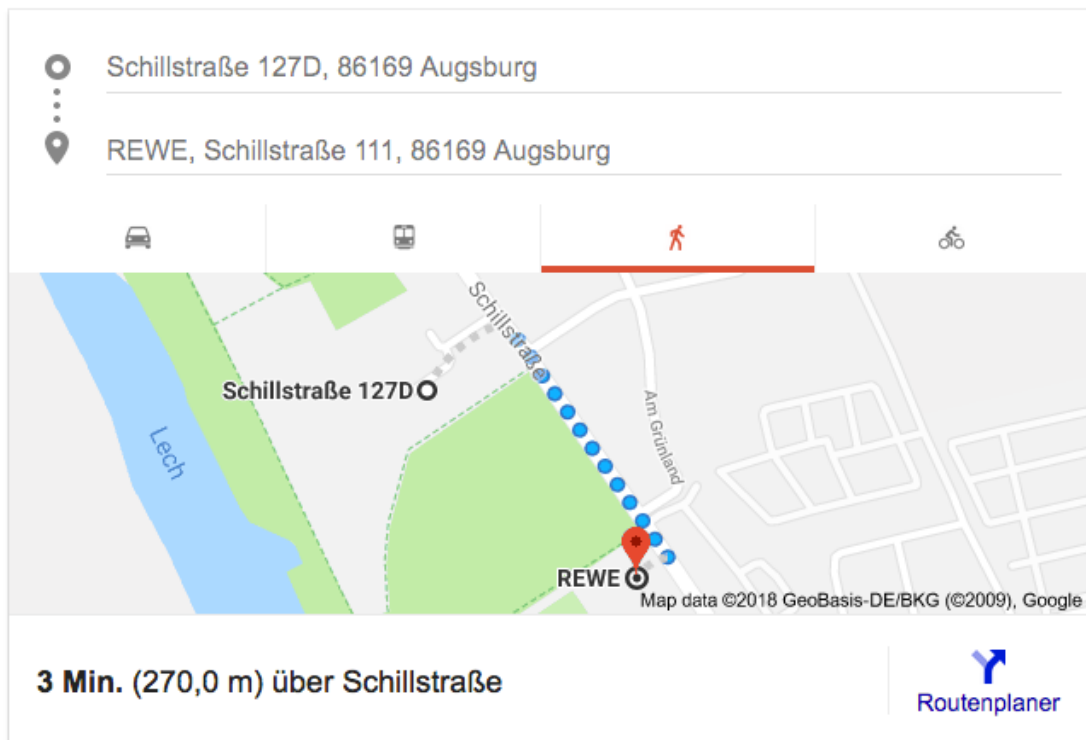 Schillstraße 127D, 86169 Augsburg
REWE, Schillstraße 111, 86169 Augsburg
Schillstraße
Schillstraße 127D
Am Grünland
Lech
REWE
Map data ©2018 GeoBasis-DE/BKG (©2009), Google
3 Min. (270,0 m) über Schillstraße
Routenplaner